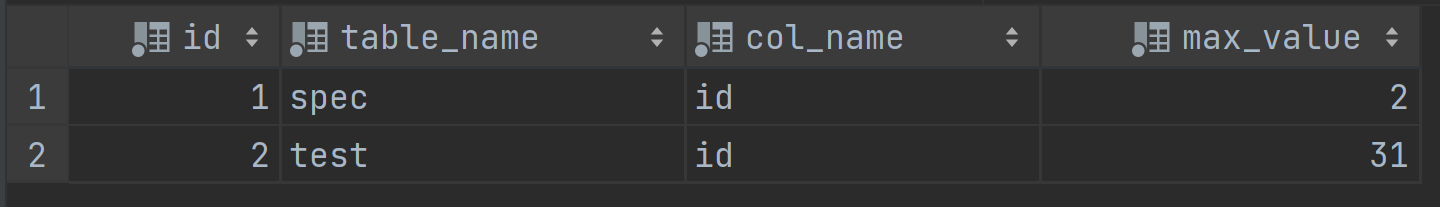 id table_name col_name max_value
1 1 spec id 2
2 2 test id 31